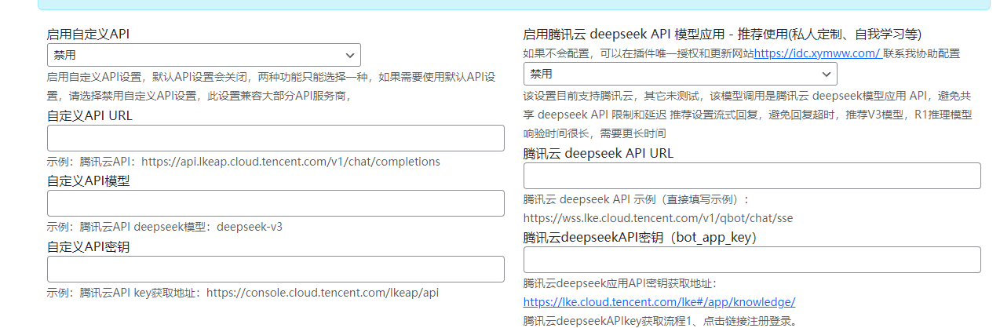 启用自定义API
禁用
启用自定义API设置，默认API设置会关闭，两种功能只能选择一种，如果需要使用默认API设
置，请选择禁用自定义API设置，此设置兼容大部分API服务商，
自定义API URL
示例：腾讯云API：https://api.lkeap.cloud.tencent.com/v1/chat/completions
自定义API模型
示例：腾讯云API deepseek模型：deepseek-v3
自定义API密钥
示例：腾讯云API key获取地址：https://console.cloud.tencent.com/lkeap/api
启用腾讯云 deepseek API 模型应用 - 推荐使用(私人定制、自我学习等)
如果不会配置，可以在插件唯一授权和更新网站https://idc.xymww.com/ 联系我协助配置
禁用
该设置目前支持腾讯云，其它未测试，该模型调用是腾讯云 deepseek模型应用 API，避免共
享 deepseek API 限制和延迟 推荐设置流式回复，避免回复超时，推荐V3模型，R1推理模型
响验时间很长，需要更长时间
腾讯云 deepseek API URL
腾讯云 deepseek API 示例（直接填写示例）：
https://wss.lke.cloud.tencent.com/v1/qbot/chat/sse
腾讯云deepseekAPI密钥（bot_app_key）
腾讯云deepseek应用API密钥获取地址：
https://lke.cloud.tencent.com/lke#/app/knowledge/
腾讯云deepseekAPIkey获取流程1、点击链接注册登录。